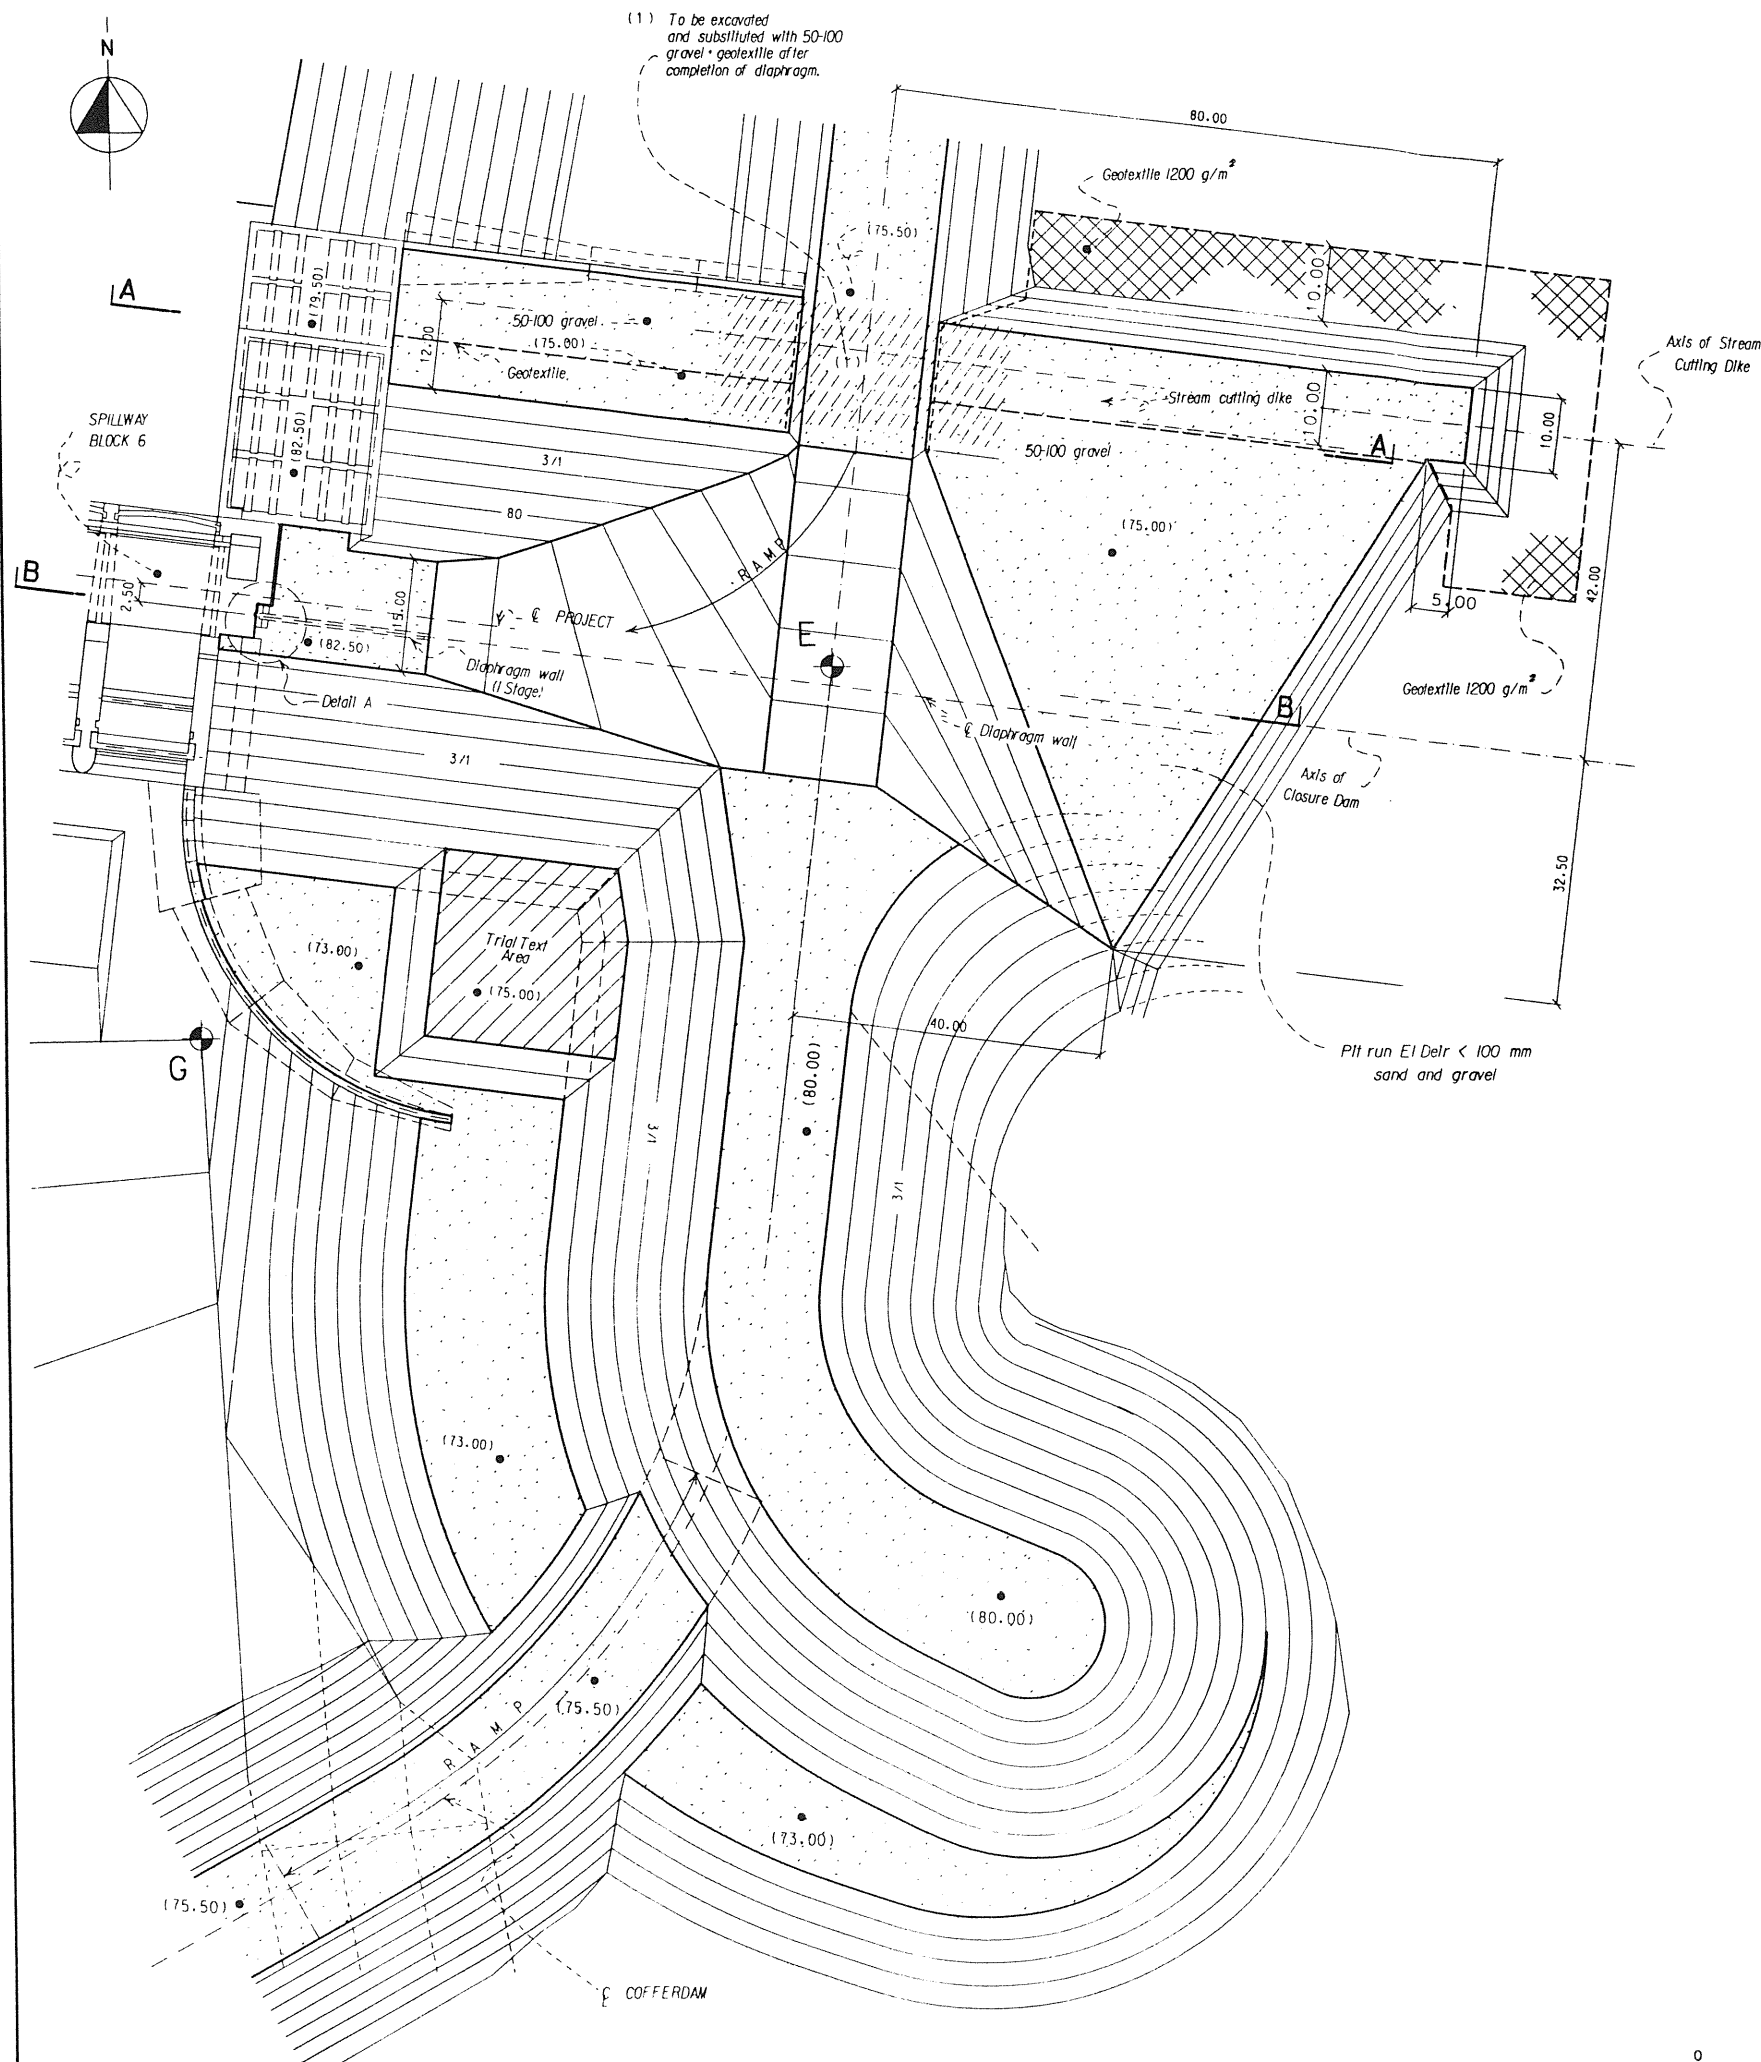 (1) To be excavated
and substituted with 50-100
gravel + geotextile after
completion of diaphragm.
N
80.00
Geotextile 1200 g/m²
(75.50)
A
(79.50)
50-100 gravel
(75.00)
12.00
Geotextile
10.00
Axis of Stream
Cutting Dike
Stream cutting dike
10.00
10.00
A
50-100 gravel
SPILLWAY
BLOCK 6
(82.50)
3/1
80
(75.00)
RAMP
B
2.50
15.00
℄ PROJECT
42.00
5.00
(82.50)
E
Diaphragm wall
(I Stage)
Detail A
Geotextile 1200 g/m²
B
℄ Diaphragm wall
3/1
Axis of
Closure Dam
32.50
(73.00)
Trial Text
Area
(75.00)
40.00
G
(80.00)
Pit run El Deir < 100 mm
sand and gravel
3/1
3/1
(73.00)
(80.00)
(75.50)
RAMP
(73.00)
(75.50)
℄ COFFERDAM
0